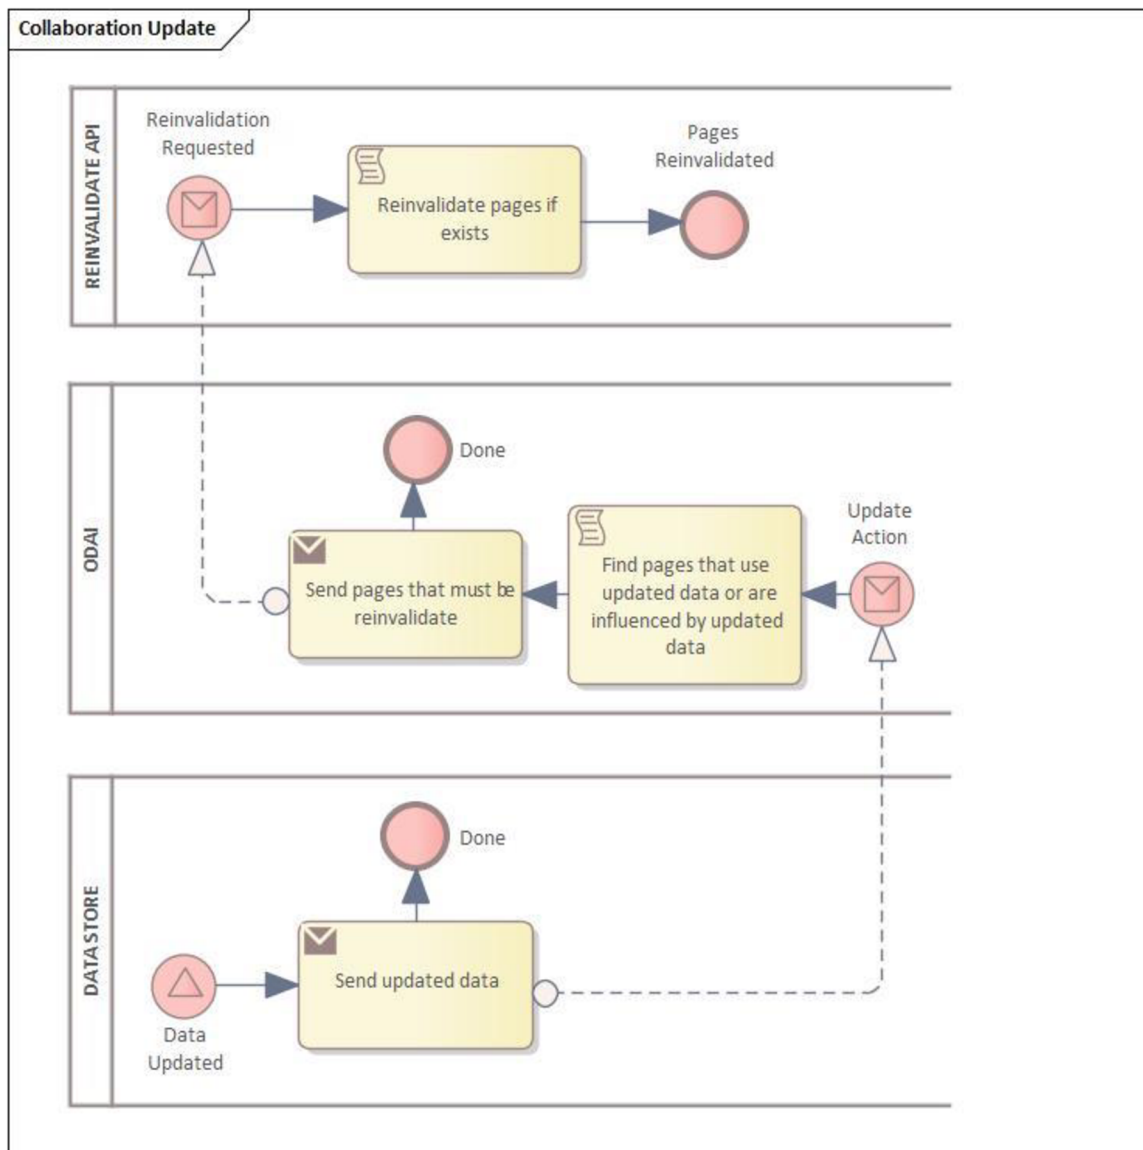 Collaboration Update
REINVALIDATE API
Reinvalidation
Requested
Reinvalidate pages if
exists
Pages
Reinvalidated
ODAI
Done
Send pages that must be
reinvalidate
Find pages that use
updated data or are
influenced by updated
data
Update
Action
DATA STORE
Done
Send updated data
Data
Updated